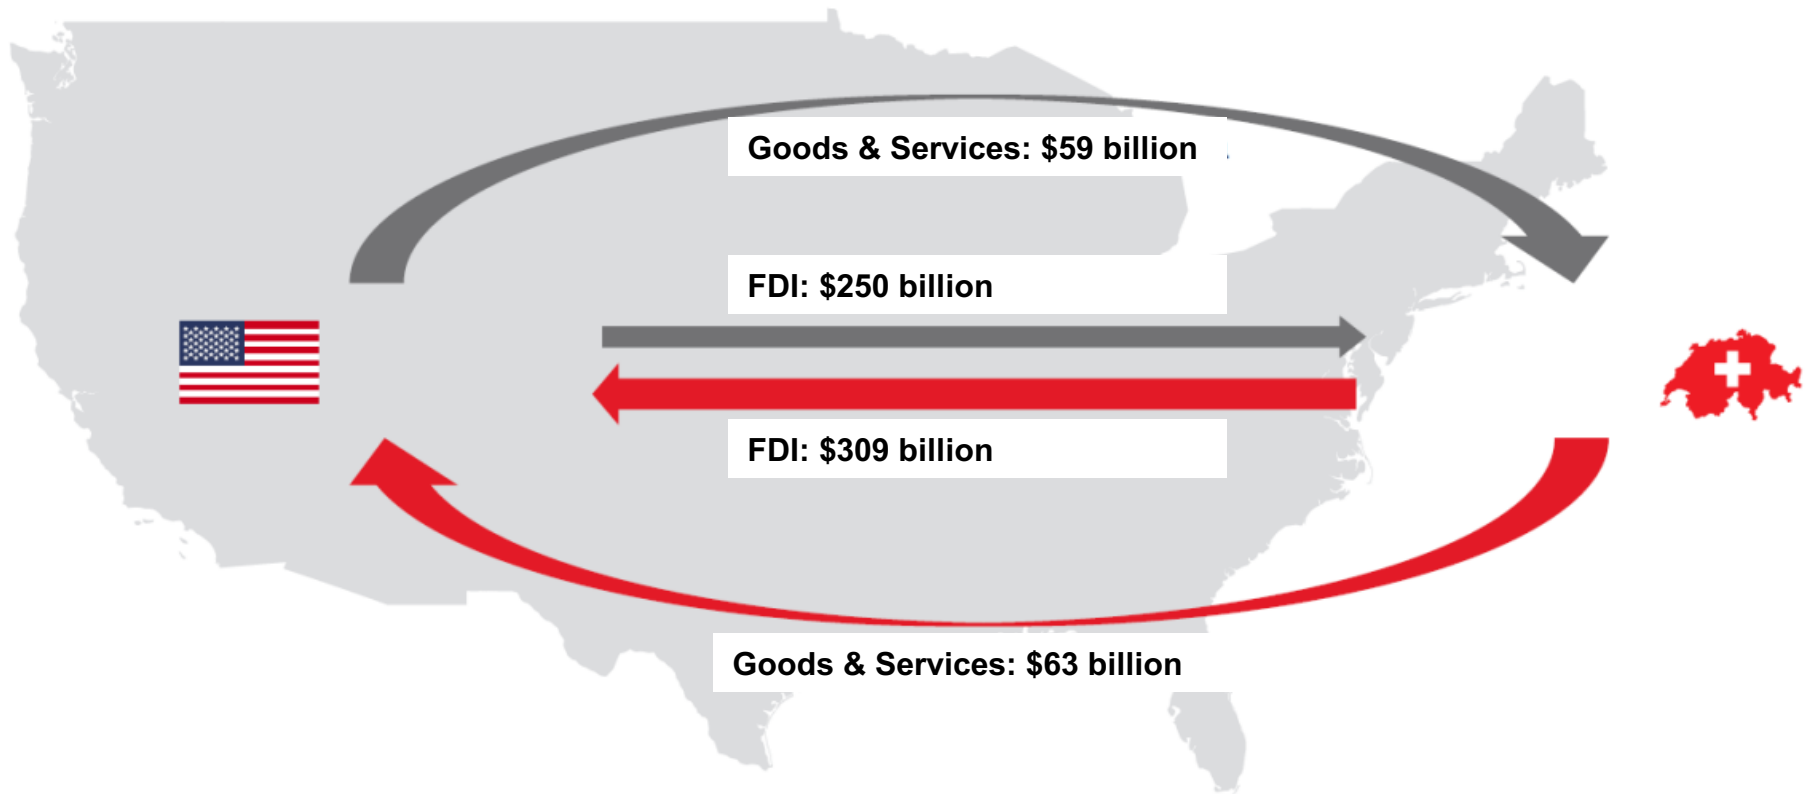 Goods & Services: $59 billion
FDI: $250 billion
FDI: $309 billion
Goods & Services: $63 billion